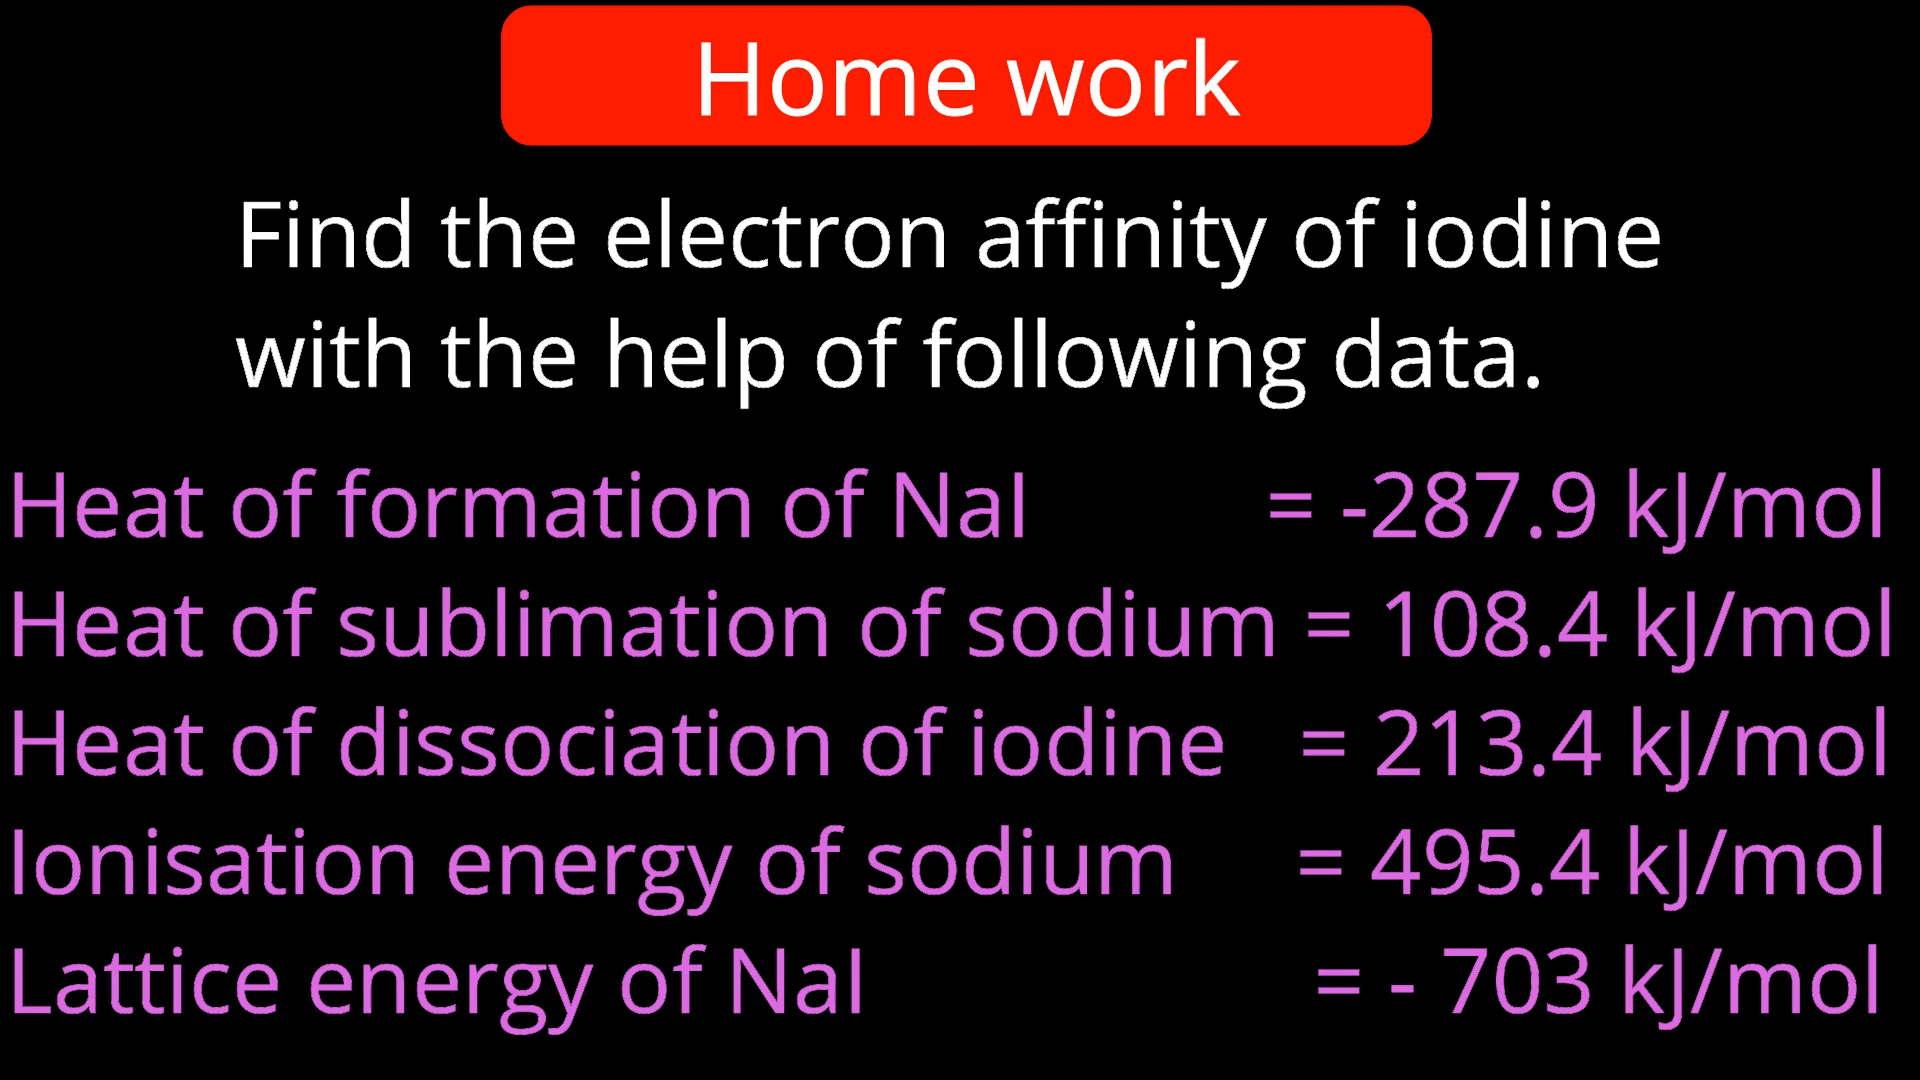 Home work
Find the electron affinity of iodine
with the help of following data.
Heat of formation of NaI = -287.9 kJ/mol
Heat of sublimation of sodium = 108.4 kJ/mol
Heat of dissociation of iodine = 213.4 kJ/mol
Ionisation energy of sodium = 495.4 kJ/mol
Lattice energy of NaI = - 703 kJ/mol